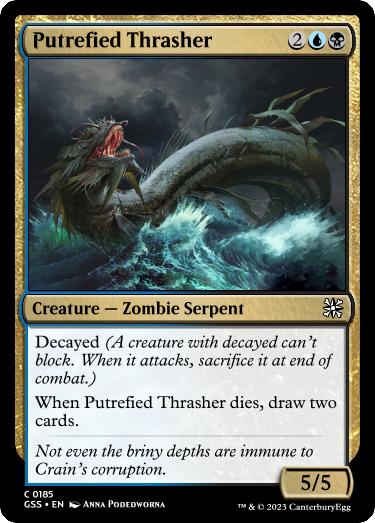 Putrefied Thrasher 2
Creature — Zombie Serpent
Decayed (A creature with decayed can't
block. When it attacks, sacrifice it at end of
combat.)
When Putrefied Thrasher dies, draw two
cards.
Not even the briny depths are immune to
Crain's corruption.
5/5
C 0185
GSS • EN Anna Podedworna
™ & © 2023 CanterburyEgg